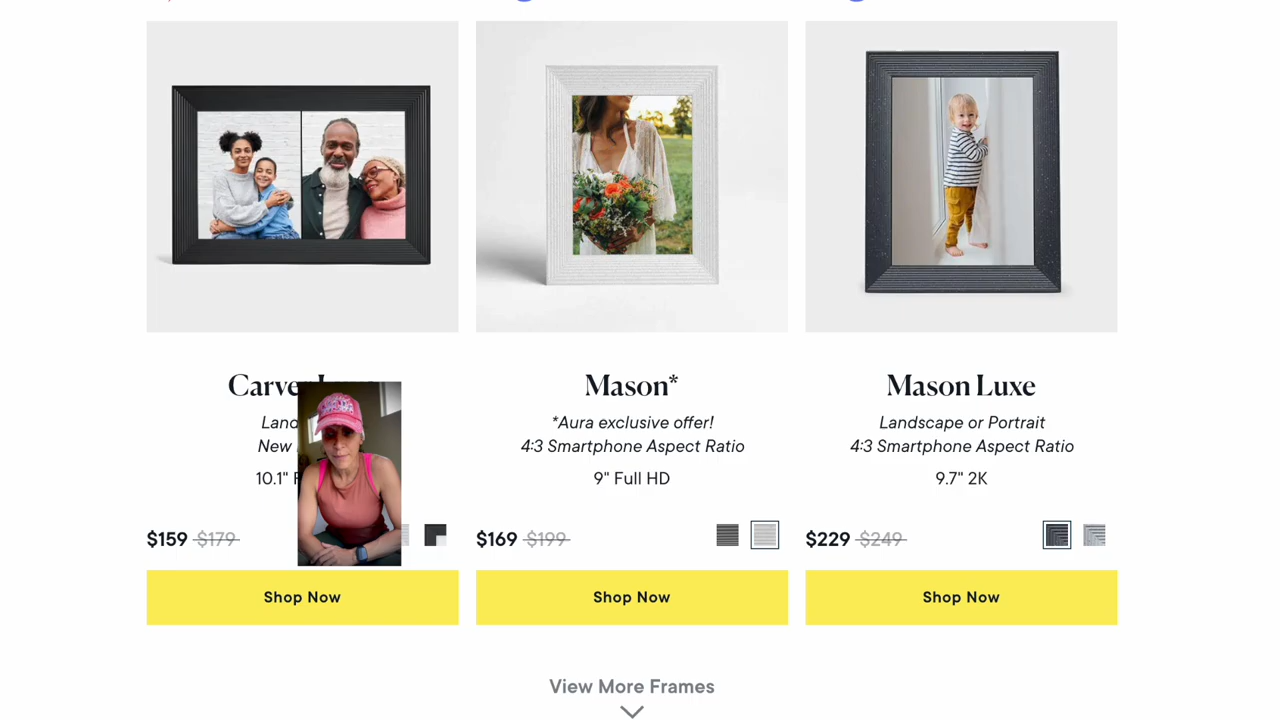 Carve
Mason*
Mason Luxe
*Aura exclusive offer!
Landscape or Portrait
New
4:3 Smartphone Aspect Ratio
4:3 Smartphone Aspect Ratio
10.1"
9" Full HD
9.7" 2K
$159 $179
$169 $199
$229 $249
Shop Now
Shop Now
Shop Now
View More Frames